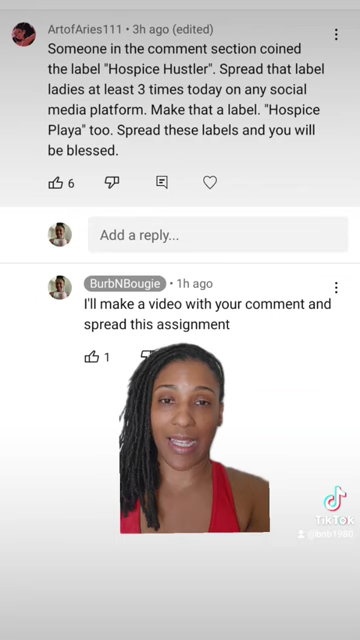 ArtofAries111 • 3h ago (edited)
Someone in the comment section coined
the label "Hospice Hustler". Spread that label
ladies at least 3 times today on any social
media platform. Make that a label. "Hospice
Playa" too. Spread these labels and you will
be blessed.
6
Add a reply...
BurbNBougie • 1h ago
I'll make a video with your comment and
spread this assignment
1
TikTok